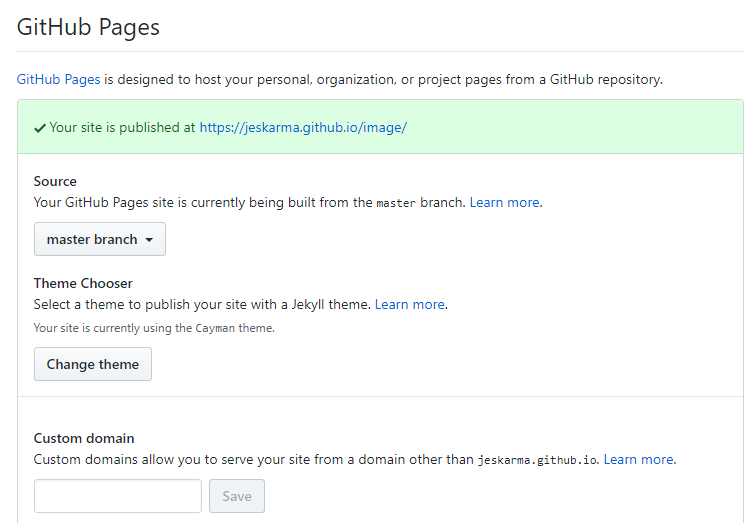 GitHub Pages
GitHub Pages is designed to host your personal, organization, or project pages from a GitHub repository.
Your site is published at https://jeskarma.github.io/image/
Source
Your GitHub Pages site is currently being built from the master branch. Learn more.
master branch
Theme Chooser
Select a theme to publish your site with a Jekyll theme. Learn more.
Your site is currently using the Cayman theme.
Change theme
Custom domain
Custom domains allow you to serve your site from a domain other than jeskarma.github.io. Learn more.
Save